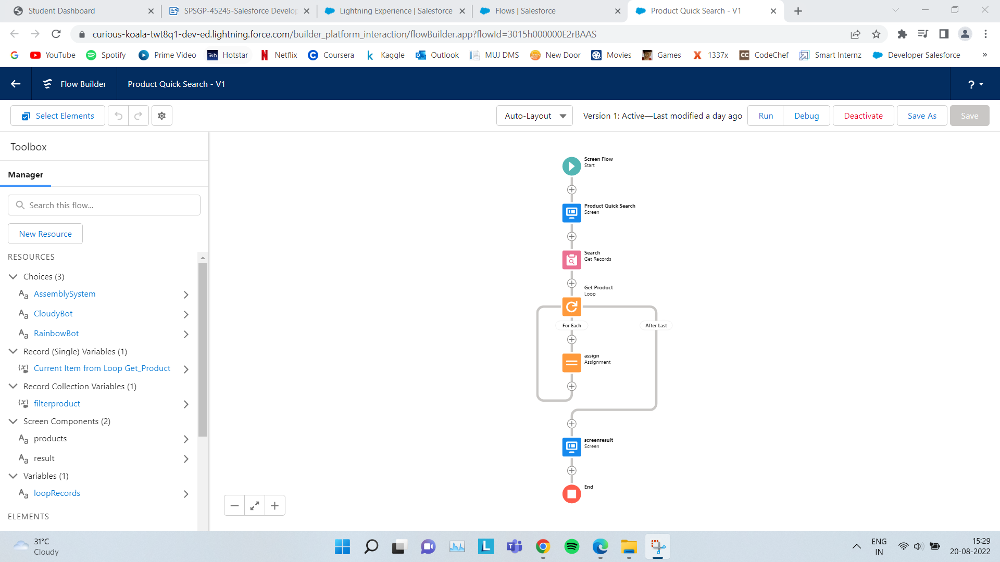 Student Dashboard
SPSGP-45245-Salesforce Develop
Lightning Experience | Salesforce
Flows | Salesforce
Product Quick Search - V1
curious-koala-twt8q1-dev-ed.lightning.force.com/builder_platform_interaction/flowBuilder.app?flowId=3015h000000E2rBAAS
YouTube
Spotify
Prime Video
Hotstar
Netflix
Coursera
Kaggle
Outlook
MUJ DMS
New Door
Movies
Games
1337x
CodeChef
Smart Internz
Developer Salesforce
»
Flow Builder
Product Quick Search - V1
?
Select Elements
Auto-Layout
Version 1: Active—Last modified a day ago
Run
Debug
Deactivate
Save As
Save
Toolbox
Manager
Search this flow...
New Resource
RESOURCES
Choices (3)
AssemblySystem
CloudyBot
RainbowBot
Record (Single) Variables (1)
Current Item from Loop Get_Product
Record Collection Variables (1)
filterproduct
Screen Components (2)
products
result
Variables (1)
loopRecords
ELEMENTS
Screen Flow
Start
Product Quick Search
Screen
Search
Get Records
Get Product
Loop
For Each
After Last
assign
Assignment
screenresult
Screen
End
31°C
Cloudy
ENG
IN
15:29
20-08-2022